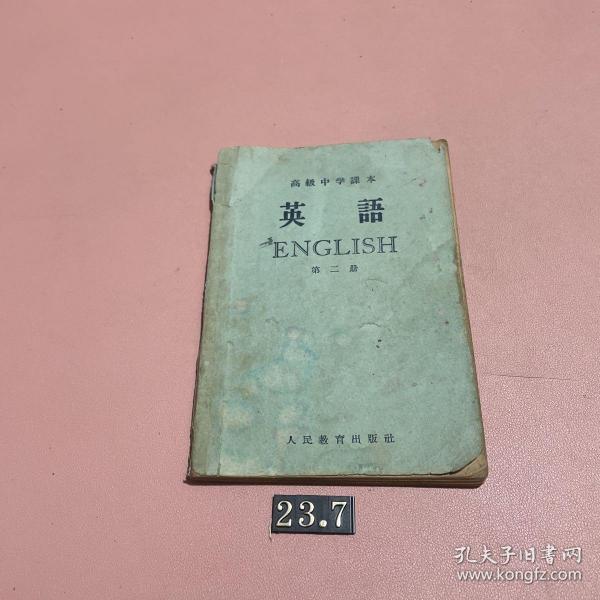 高級中学課本
英語
ENGLISH
第二册
人民教育出版社
23.7
孔夫子旧书网
www.kongfz.com